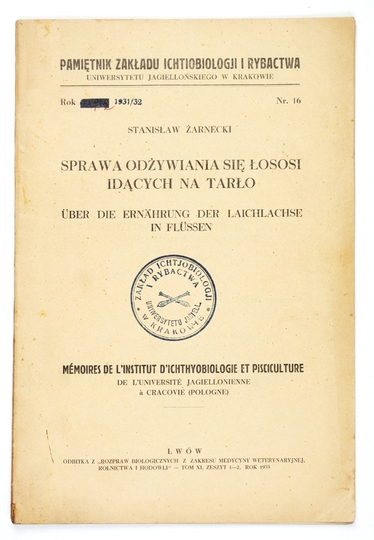 PAMIĘTNIK ZAKŁADU ICHTIOBIOLOGJI I RYBACTWA
UNIWERSYTETU JAGIELLOŃSKIEGO W KRAKOWIE
Rok 1931/32 Nr. 16
STANISŁAW ŻARNECKI
SPRAWA ODŻYWIANIA SIĘ ŁOSOSI
IDĄCYCH NA TARŁO
ÜBER DIE ERNÄHRUNG DER LAICHLACHSE
IN FLÜSSEN
ZAKŁAD ICHTJOBIOLOGJI
I RYBACTWA
UNIWERSYTETU JAGIELL.
W KRAKOWIE
MÉMOIRES DE L'INSTITUT D'ICHTHYOBIOLOGIE ET PISCICULTURE
DE L'UNIVERSITÉ JAGIELLONIENNE
à CRACOVIÉ (POLOGNE)
LWÓW
ODBITKA Z „ROZPRAW BIOLOGICZNYCH Z ZAKRESU MEDYCYNY WETERYNARYJNEJ,
ROLNICTWA I HODOWLI" — TOM XI, ZESZYT 1—2, ROK 1933